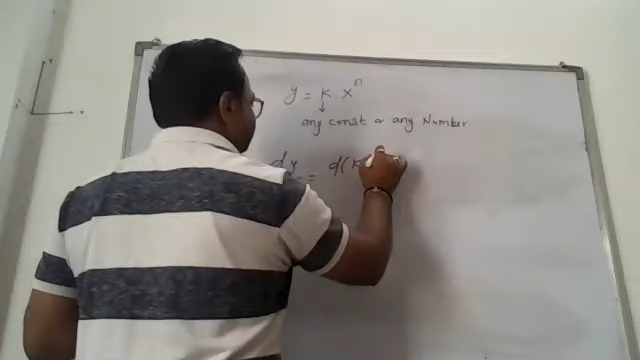 y = K x^n
↓
any const or any Number
dy = d(K